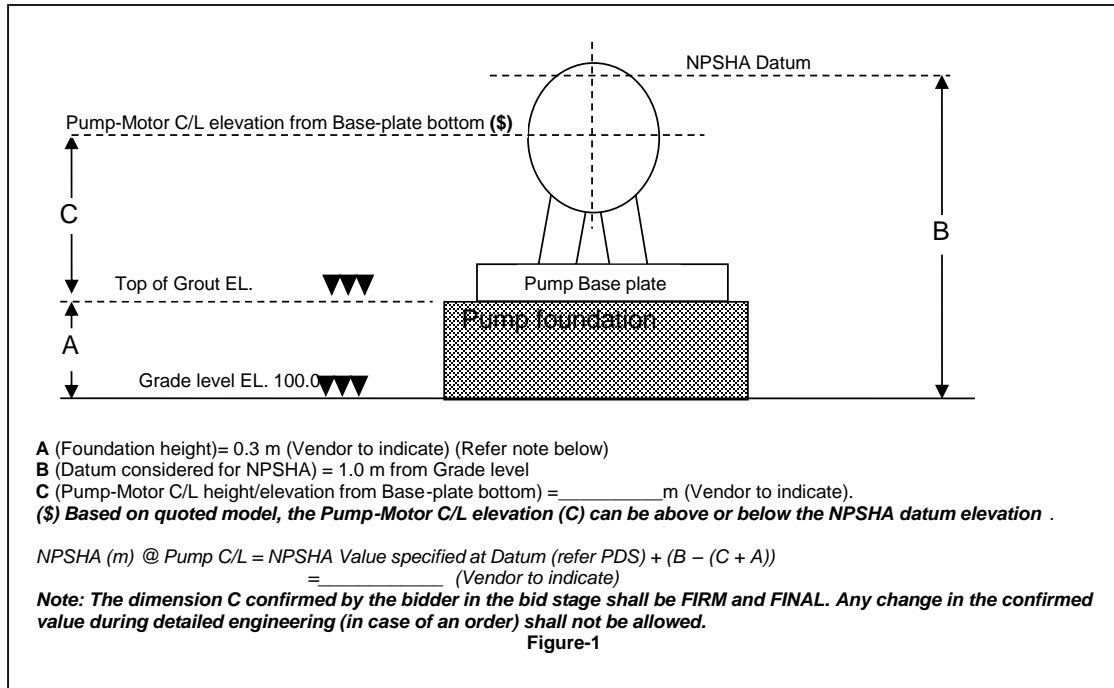 NPSHA Datum
Pump-Motor C/L elevation from Base-plate bottom ($)
C
B
Top of Grout EL.
Pump Base plate
Pump foundation
A
Grade level EL. 100.0
A (Foundation height)= 0.3 m (Vendor to indicate) (Refer note below)
B (Datum considered for NPSHA) = 1.0 m from Grade level
C (Pump-Motor C/L height/elevation from Base-plate bottom) =__________m (Vendor to indicate).
($) Based on quoted model, the Pump-Motor C/L elevation (C) can be above or below the NPSHA datum elevation .
NPSHA (m) @ Pump C/L = NPSHA Value specified at Datum (refer PDS) + (B – (C + A))
=____________ (Vendor to indicate)
Note: The dimension C confirmed by the bidder in the bid stage shall be FIRM and FINAL. Any change in the confirmed
value during detailed engineering (in case of an order) shall not be allowed.
Figure-1